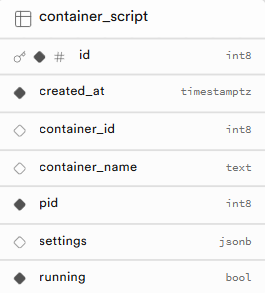 container_script
id int8
created_at timestamptz
container_id int8
container_name text
pid int8
settings jsonb
running bool